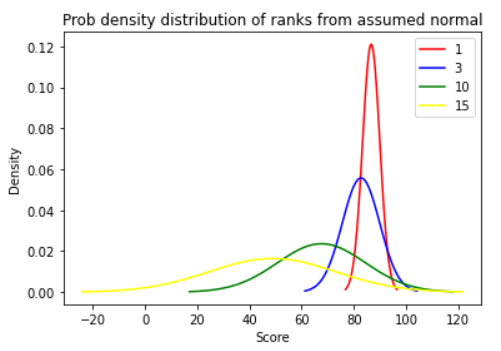 Prob density distribution of ranks from assumed normal
1
3
10
15
0.12
0.10
0.08
0.06
0.04
0.02
0.00
Density
−20 0 20 40 60 80 100 120
Score